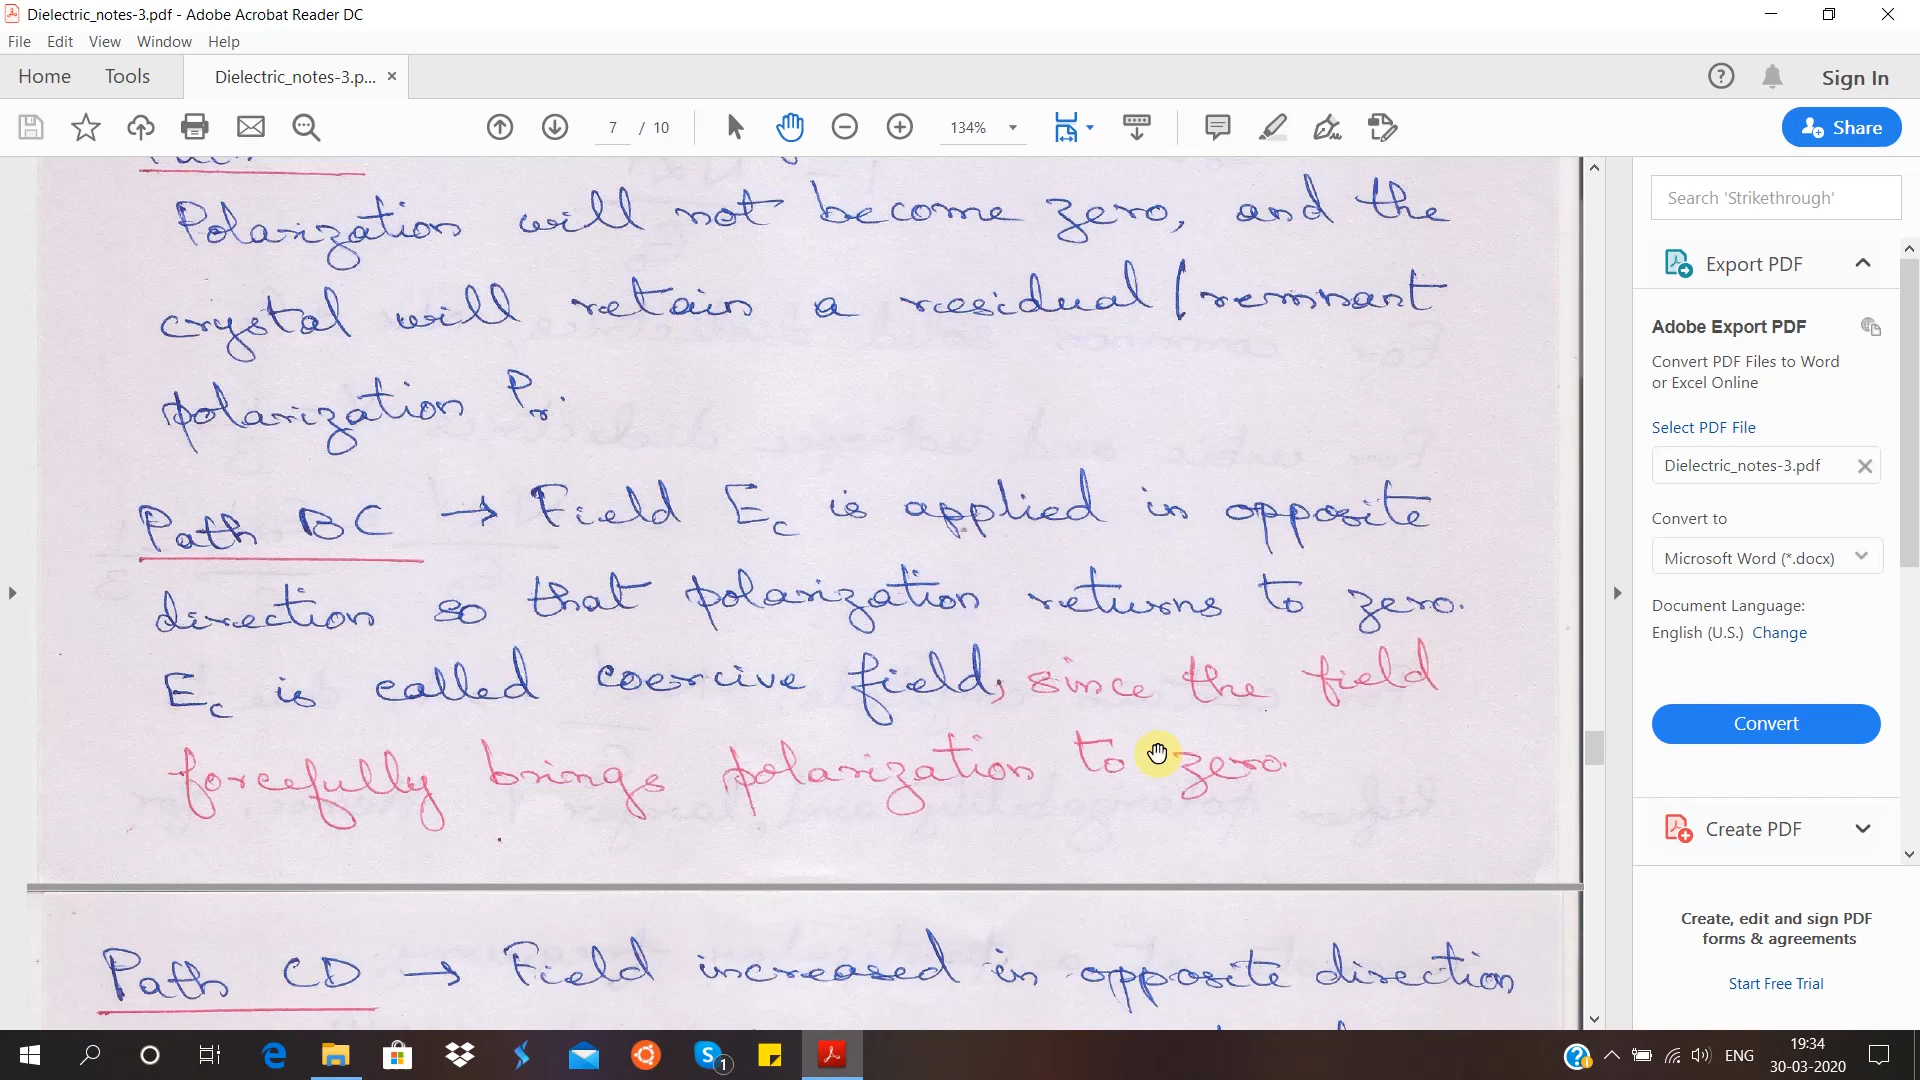 Dielectric_notes-3.pdf - Adobe Acrobat Reader DC
File Edit View Window Help
Home Tools Dielectric_notes-3.p... × Sign In
7 / 10 134% Share
Polarization will not become zero, and the
crystal will retain a residual / remnant
polarization Pr.
Path BC → Field Ec is applied in opposite
direction so that polarization returns to zero.
Ec is called coercive field, since the field
forcefully brings polarization to zero.
Path CD → Field increased in opposite direction
Search 'Strikethrough'
Export PDF
Adobe Export PDF
Convert PDF Files to Word
or Excel Online
Select PDF File
Dielectric_notes-3.pdf
Convert to
Microsoft Word (*.docx)
Document Language:
English (U.S.) Change
Convert
Create PDF
Create, edit and sign PDF
forms & agreements
Start Free Trial
1
ENG
19:34
30-03-2020